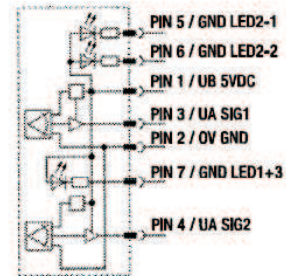 PIN 5 / GND LED2-1
PIN 6 / GND LED2-2
PIN 1 / UB 5VDC
PIN 3 / UA SIG1
PIN 2 / 0V GND
PIN 7 / GND LED1+3
PIN 4 / UA SIG2